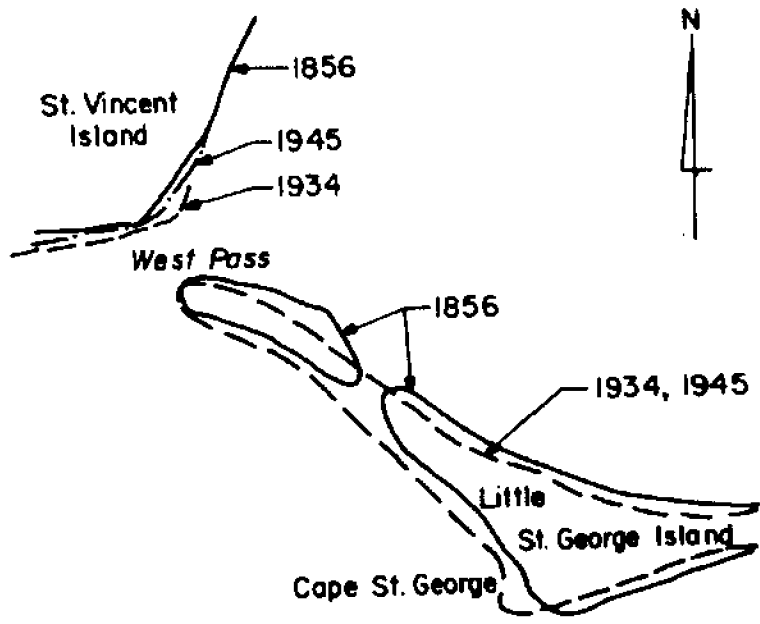 N
1856
St. Vincent
Island
1945
1934
West Pass
1856
1934, 1945
Little
St. George Island
Cape St. George